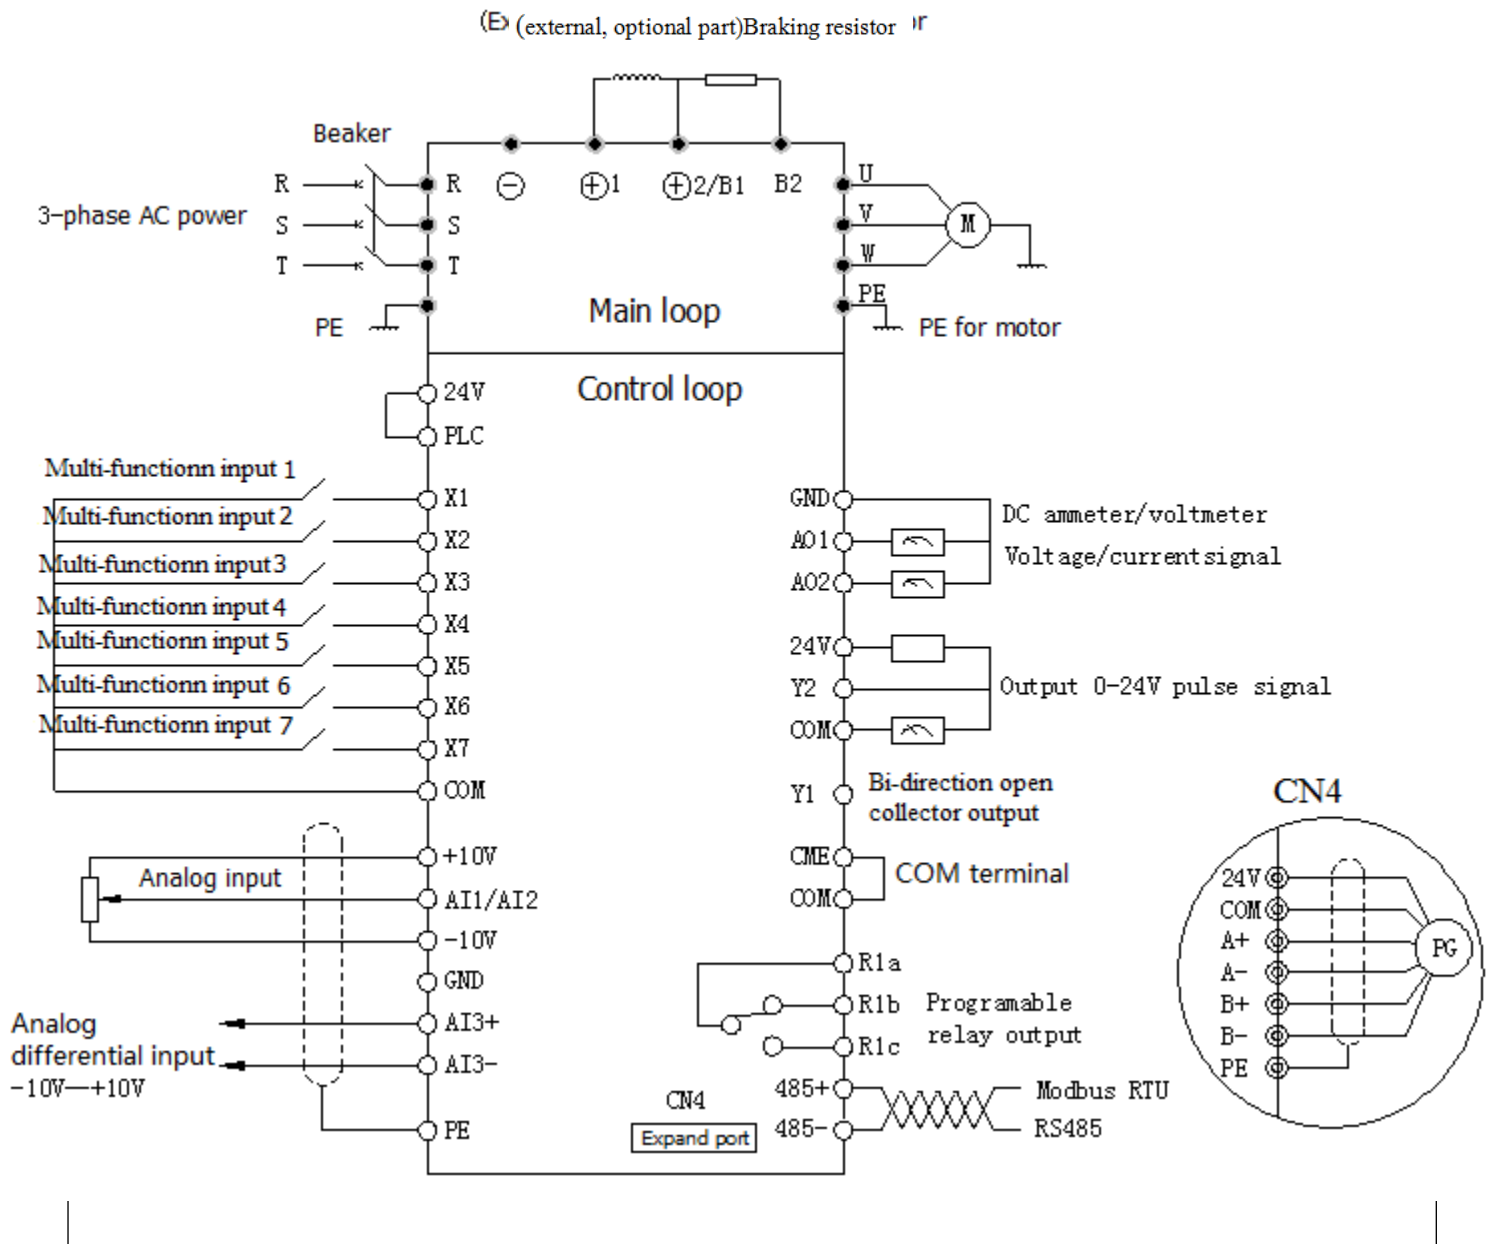 (Ex (external, optional part)Braking resistor or
Beaker
R
S
T
3-phase AC power
PE
R
S
T
⊖
⊕1
⊕2/B1
B2
U
V
W
PE
M
PE for motor
Main loop
Control loop
24V
PLC
Multi-functionn input 1
Multi-functionn input 2
Multi-functionn input 3
Multi-functionn input 4
Multi-functionn input 5
Multi-functionn input 6
Multi-functionn input 7
X1
X2
X3
X4
X5
X6
X7
COM
Analog input
+10V
AI1/AI2
-10V
GND
AI3+
AI3-
PE
Analog
differential input
-10V—+10V
GND
AO1
AO2
DC ammeter/voltmeter
Voltage/currentsignal
24V
Y2
COM
Output 0-24V pulse signal
Y1
Bi-direction open
collector output
CME
COM
COM terminal
R1a
R1b
R1c
Programable
relay output
CN4
Expand port
485+
485-
Modbus RTU
RS485
CN4
24V
COM
A+
A-
B+
B-
PE
PG